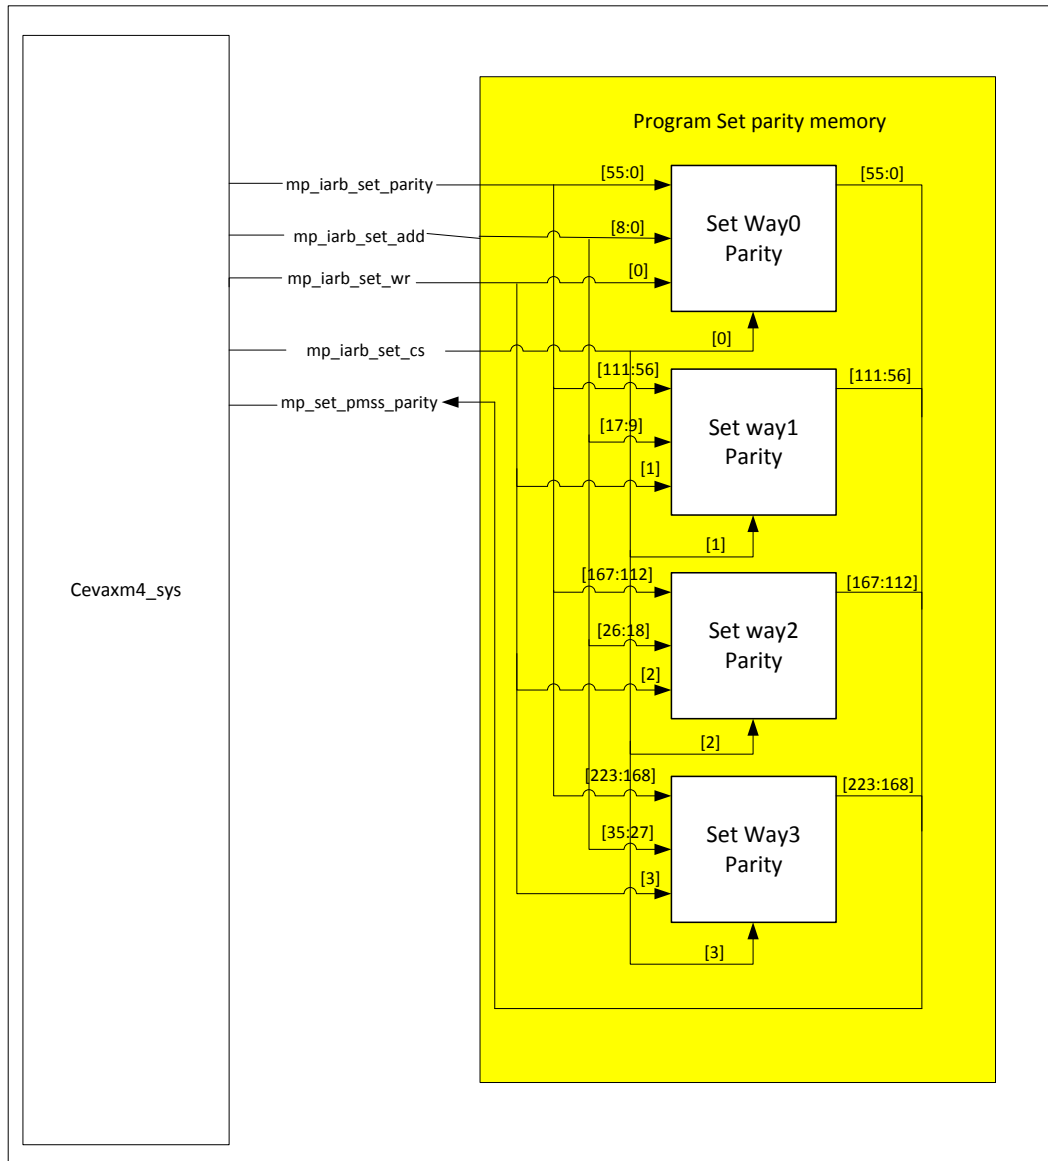 Program Set parity memory
mp_iarb_set_parity
[55:0]
[55:0]
Set Way0
Parity
mp_iarb_set_add
[8:0]
mp_iarb_set_wr
[0]
mp_iarb_set_cs
[0]
[111:56]
[111:56]
mp_set_pmss_parity
Set way1
Parity
[17:9]
[1]
[1]
[167:112]
[167:112]
Cevaxm4_sys
Set way2
Parity
[26:18]
[2]
[2]
[223:168]
[223:168]
Set Way3
Parity
[35:27]
[3]
[3]